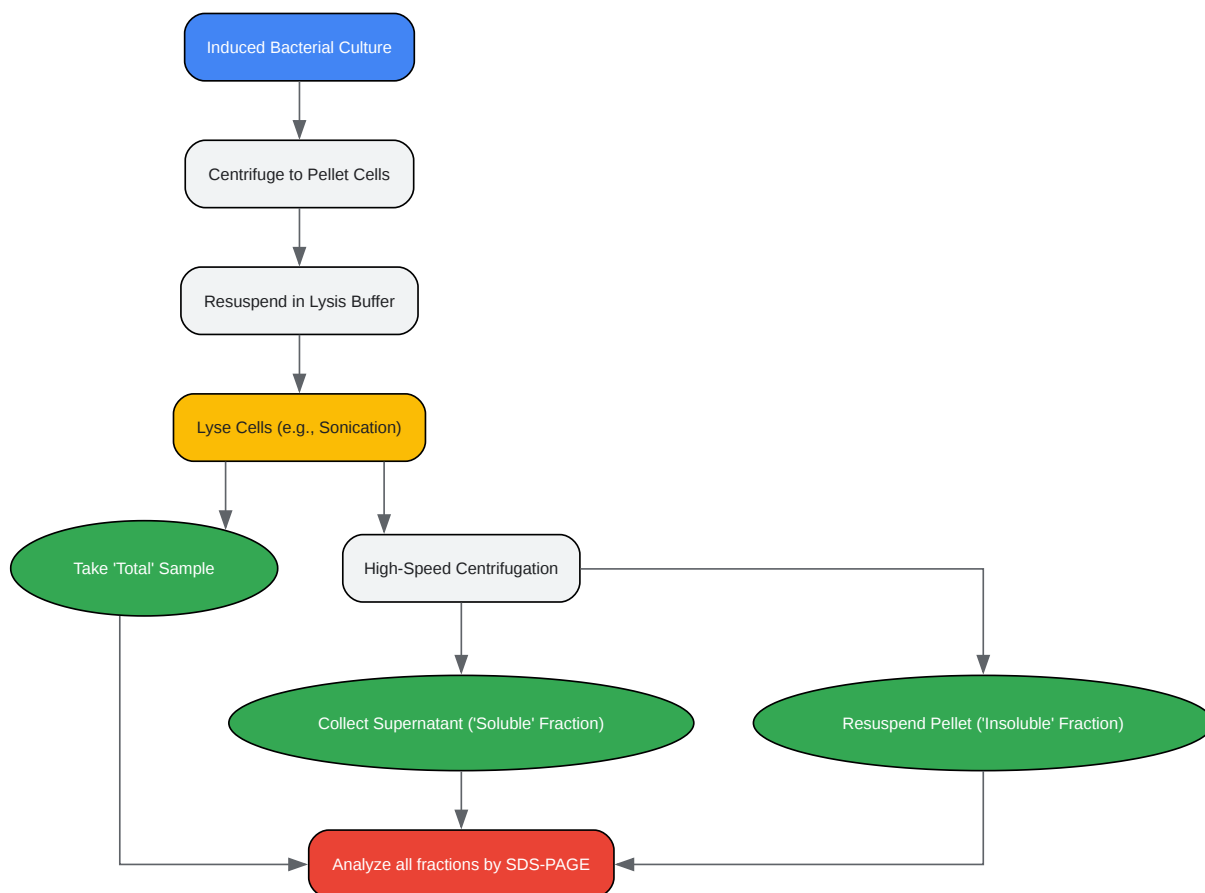 Induced Bacterial Culture
Centrifuge to Pellet Cells
Resuspend in Lysis Buffer
Lyse Cells (e.g., Sonication)
Take 'Total' Sample
High-Speed Centrifugation
Collect Supernatant ('Soluble' Fraction)
Resuspend Pellet ('Insoluble' Fraction)
Analyze all fractions by SDS-PAGE